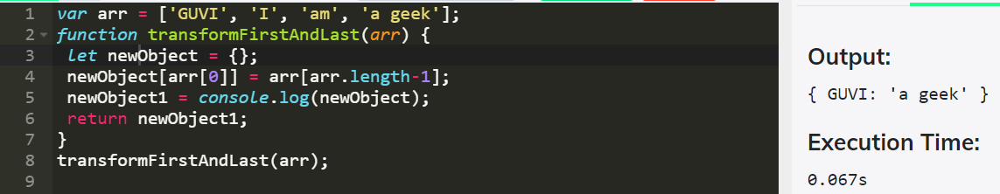 1 var arr = ['GUVI', 'I', 'am', 'a geek'];
2 function transformFirstAndLast(arr) {
3 let newObject = {};
4 newObject[arr[0]] = arr[arr.length-1];
5 newObject1 = console.log(newObject);
6 return newObject1;
7 }
8 transformFirstAndLast(arr);
9
Output:
{ GUVI: 'a geek' }
Execution Time:
0.067s